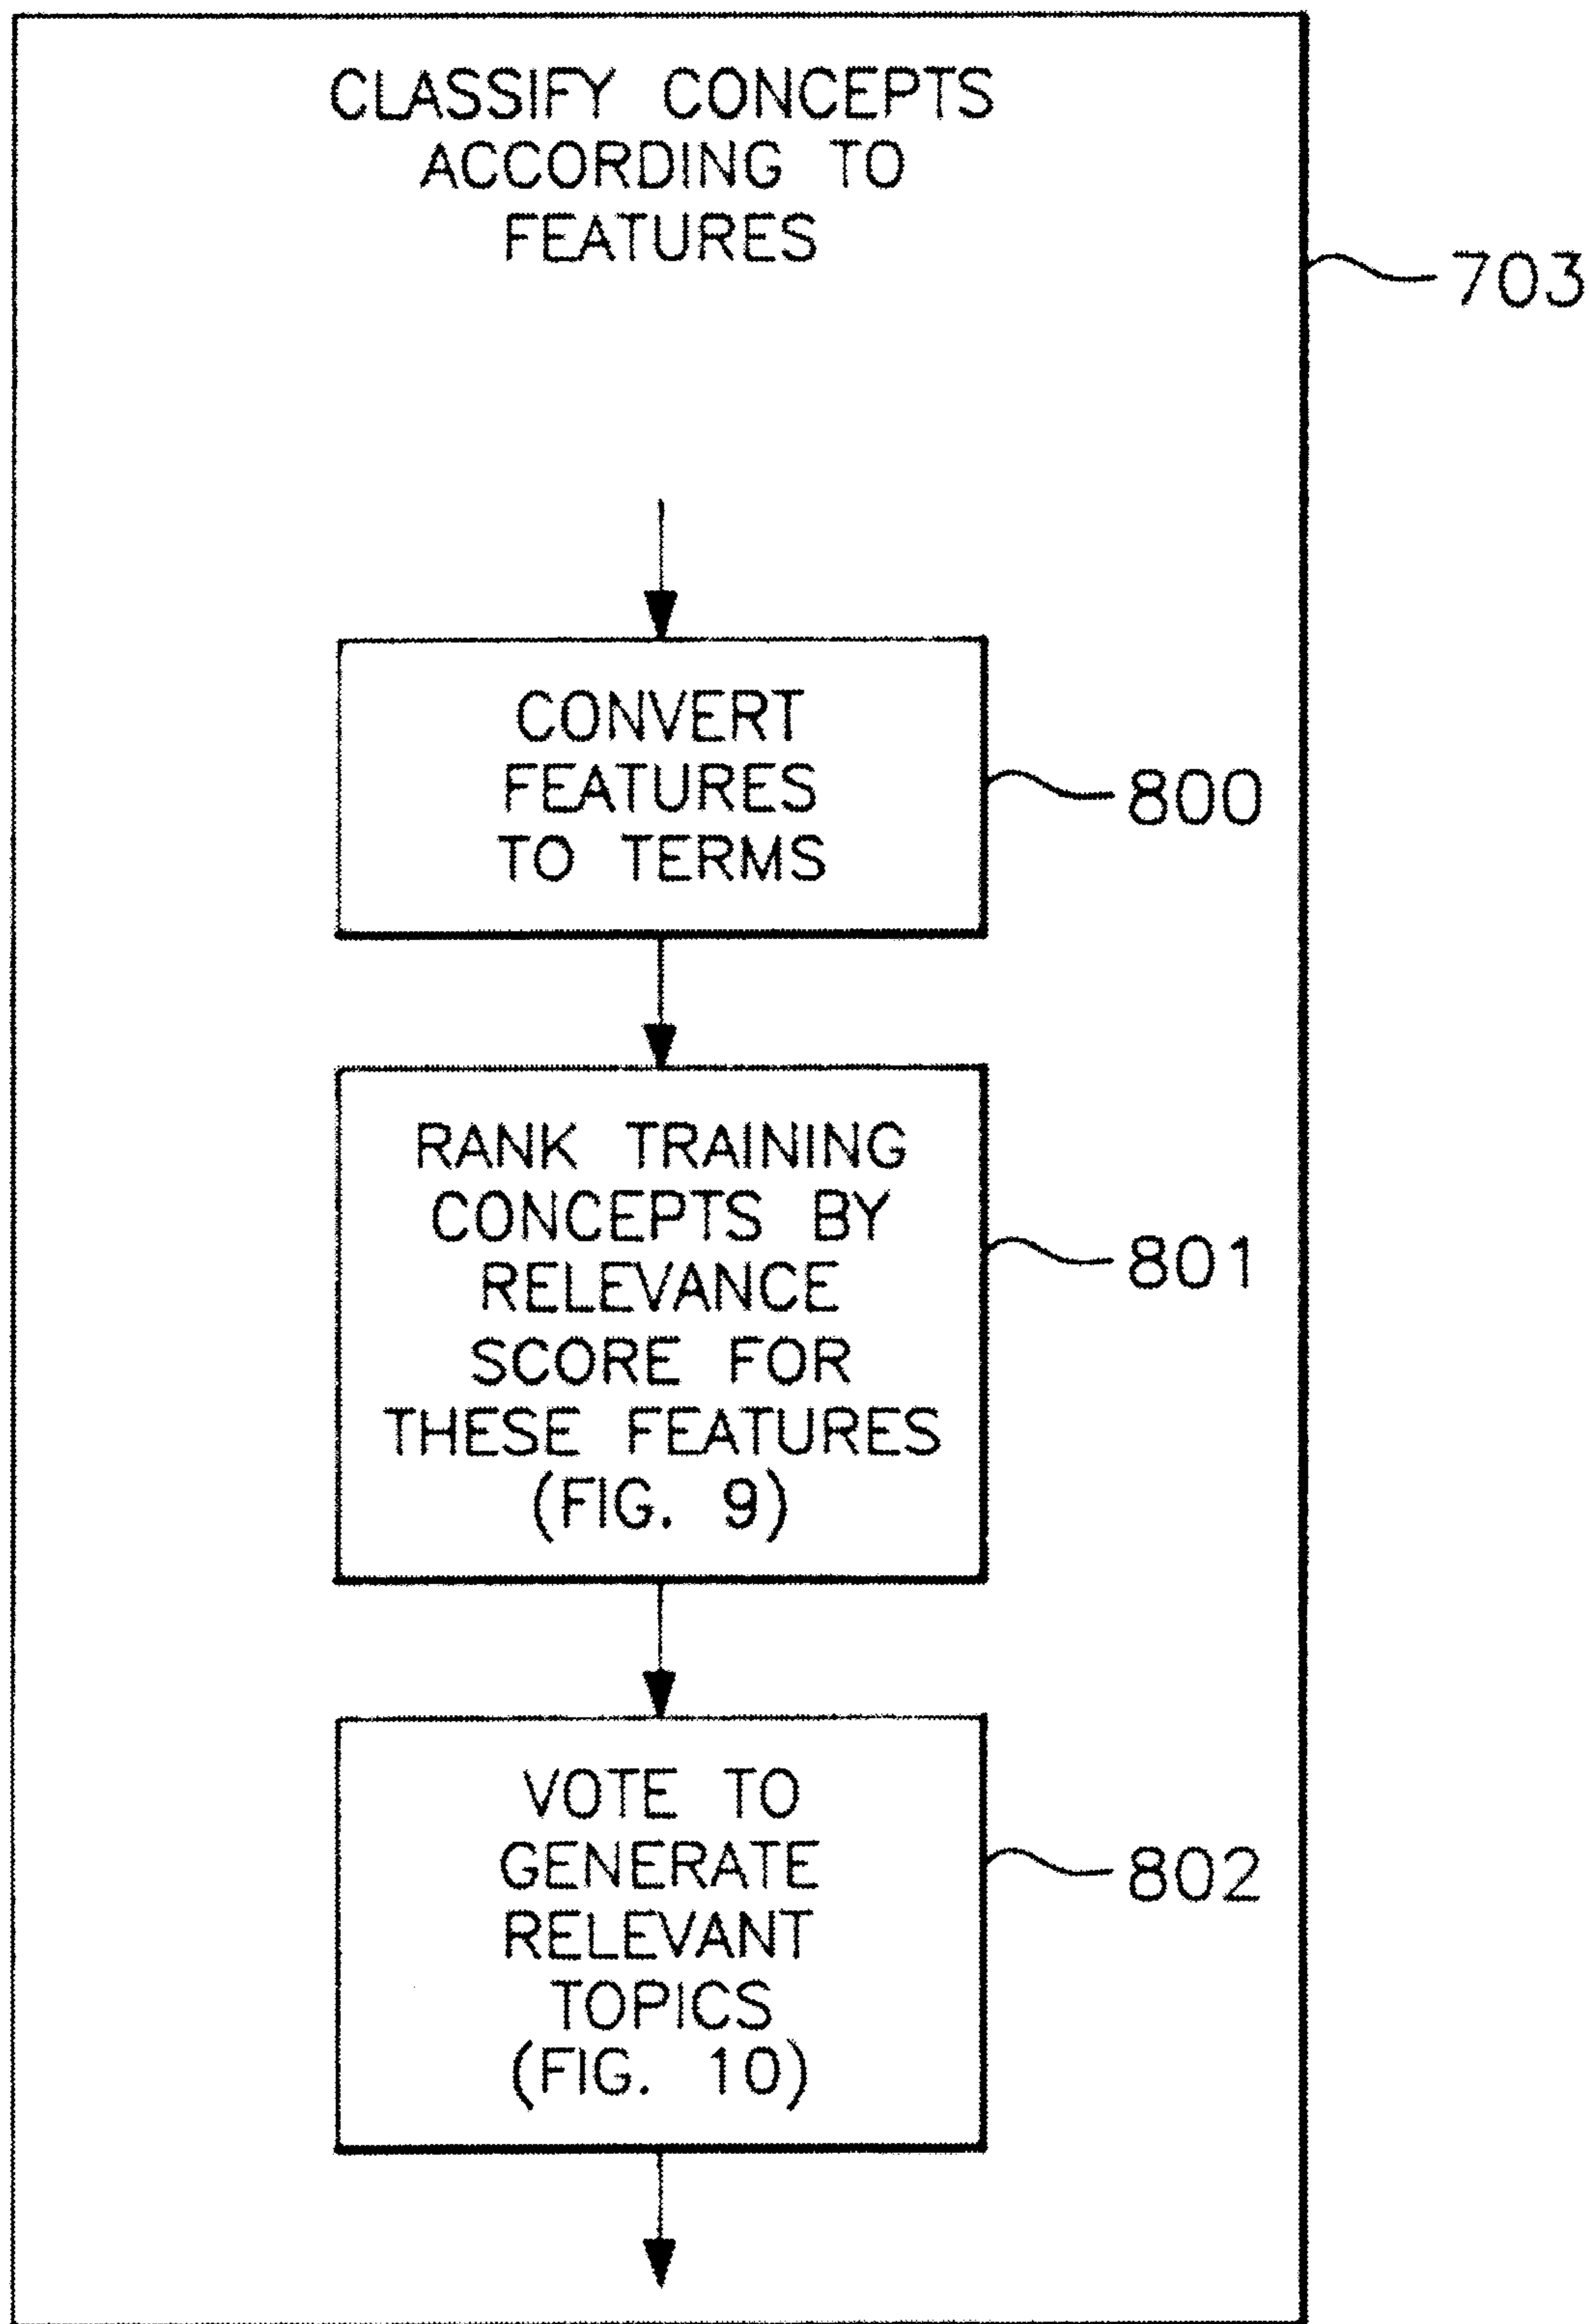 CLASSIFY CONCEPTS
ACCORDING TO
FEATURES
703
CONVERT
FEATURES
TO TERMS
800
RANK TRAINING
CONCEPTS BY
RELEVANCE
SCORE FOR
THESE FEATURES
(FIG. 9)
801
VOTE TO
GENERATE
RELEVANT
TOPICS
(FIG. 10)
802